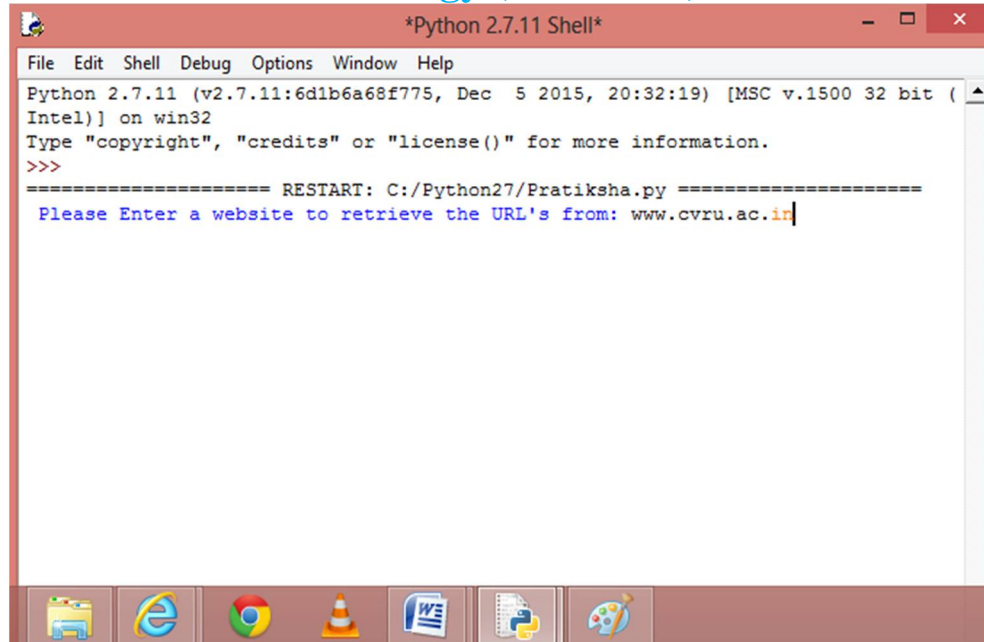 *Python 2.7.11 Shell*
File Edit Shell Debug Options Window Help
Python 2.7.11 (v2.7.11:6d1b6a68f775, Dec  5 2015, 20:32:19) [MSC v.1500 32 bit (
Intel)] on win32
Type "copyright", "credits" or "license()" for more information.
>>>
===================== RESTART: C:/Python27/Pratiksha.py =====================
Please Enter a website to retrieve the URL's from: www.cvru.ac.in